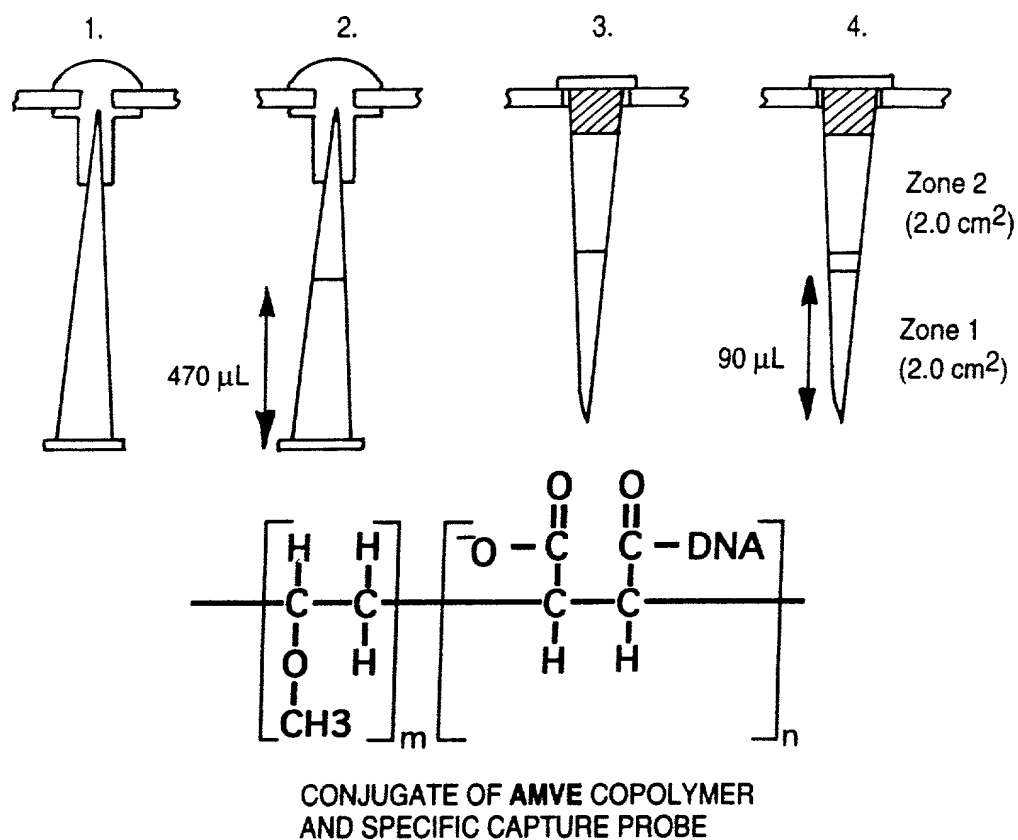 1. 2. 3. 4.
Zone 2
(2.0 cm²)
470 µL
90 µL
Zone 1
(2.0 cm²)
O O
H H ⁻O – C C – DNA
C C C C
O H H H
CH3 m n
CONJUGATE OF AMVE COPOLYMER
AND SPECIFIC CAPTURE PROBE